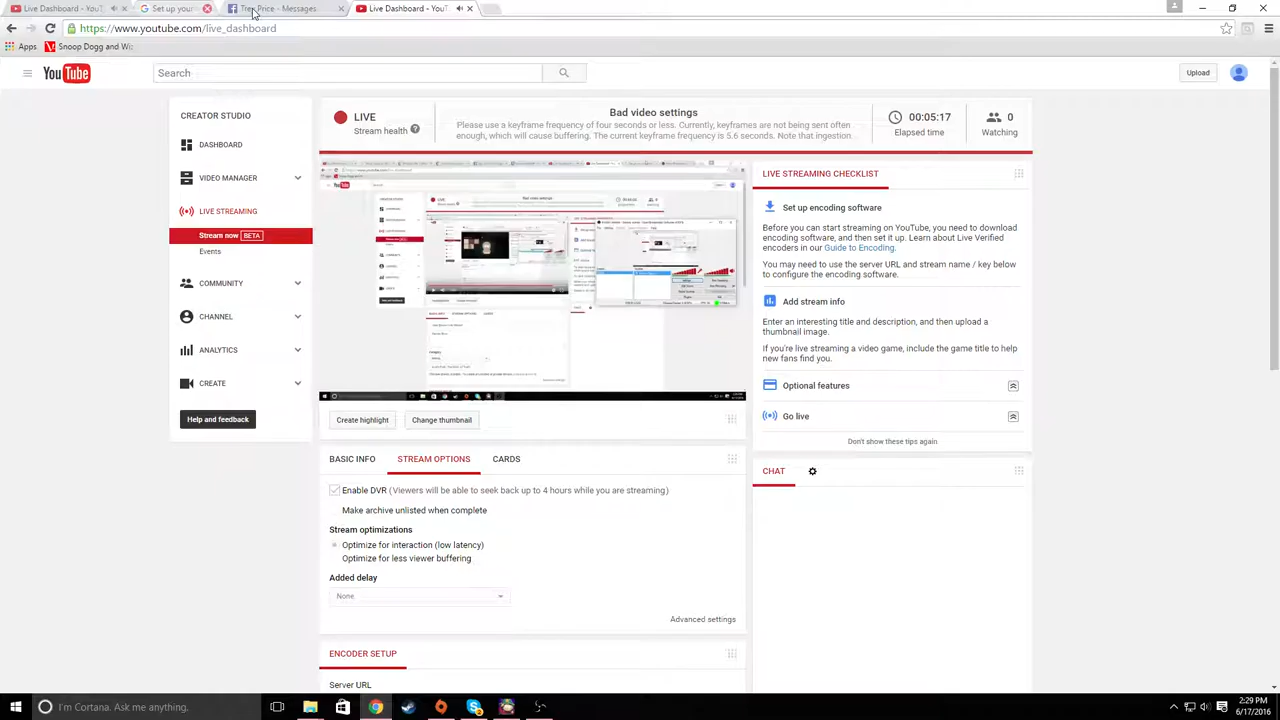 Live Dashboard - YouT
Set up your
Trey Price - Messages
Live Dashboard - YouT
https://www.youtube.com/live_dashboard
Apps
Snoop Dogg and Wiz
YouTube
Search
Upload
CREATOR STUDIO
DASHBOARD
VIDEO MANAGER
LIVE STREAMING
Stream now BETA
Events
COMMUNITY
CHANNEL
ANALYTICS
CREATE
Help and feedback
LIVE
Stream health
Bad video settings
Please use a keyframe frequency of four seconds or less. Currently, keyframes are not being sent often
enough, which will cause buffering. The current keyframe frequency is 5.6 seconds. Note that ingestion
00:05:17
Elapsed time
0
Watching
Create highlight
Change thumbnail
BASIC INFO
STREAM OPTIONS
CARDS
Enable DVR (Viewers will be able to seek back up to 4 hours while you are streaming)
Make archive unlisted when complete
Stream optimizations
Optimize for interaction (low latency)
Optimize for less viewer buffering
Added delay
None
Advanced settings
ENCODER SETUP
Server URL
LIVE STREAMING CHECKLIST
Set up encoding software
Before you can start streaming on YouTube, you need to download
encoding software, and then set it up. Learn about Live Verified
encoders in our Guide to Encoding.
You may need to use the server URL and stream name / key below
to configure the encoding software.
Add stream info
Enter an interesting title and description, and then upload a
thumbnail image.
If you're live streaming a video game, include the game title to help
new fans find you.
Optional features
Go live
Don't show these tips again
CHAT
I'm Cortana. Ask me anything.
2:29 PM
6/17/2016